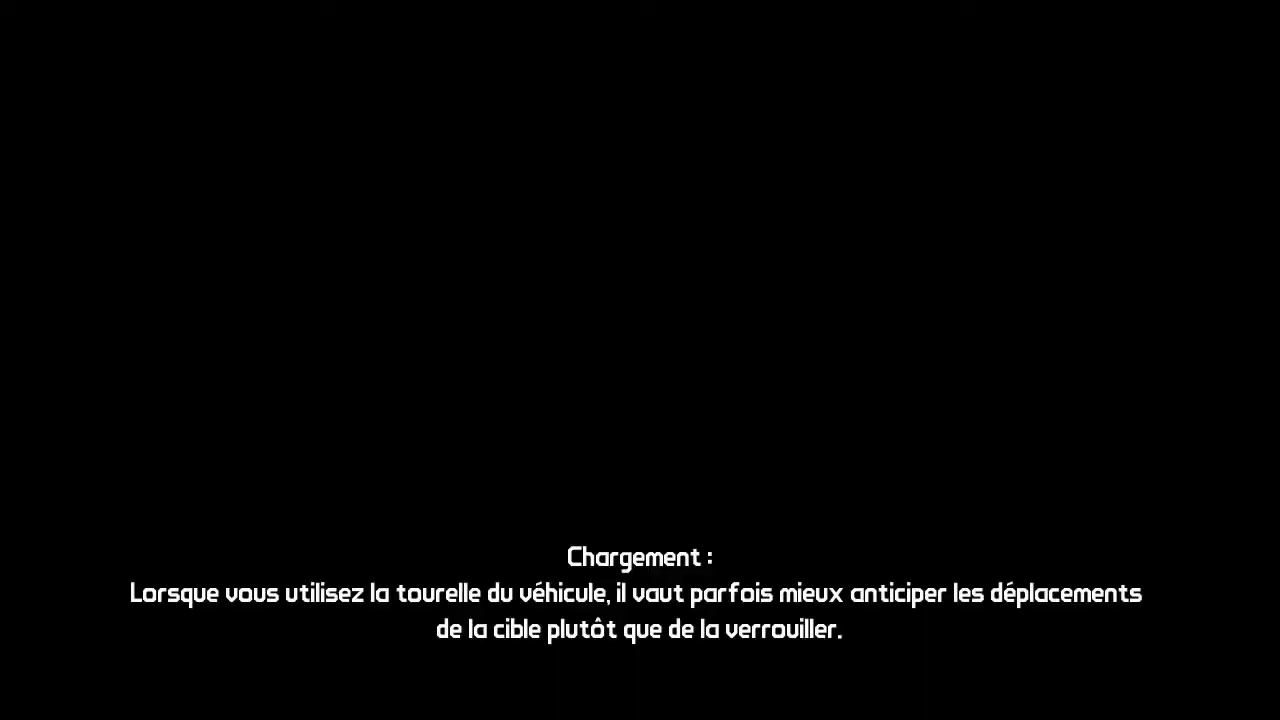 Chargement :
Lorsque vous utilisez la tourelle du véhicule, il vaut parfois mieux anticiper les déplacements
de la cible plutôt que de la verrouiller.